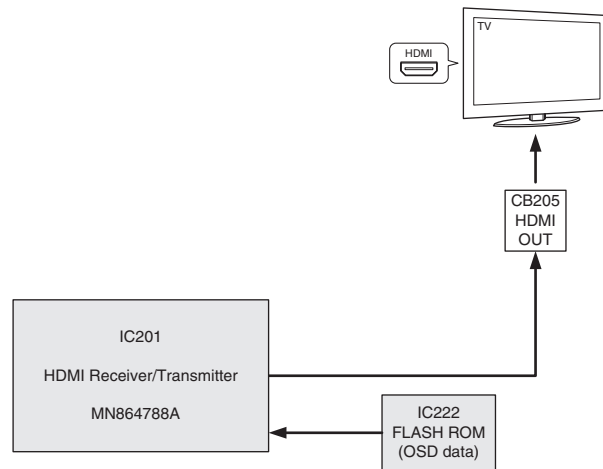 TV
HDMI
CB205
HDMI
OUT
IC201
HDMI Receiver/Transmitter
MN864788A
IC222
FLASH ROM
(OSD data)